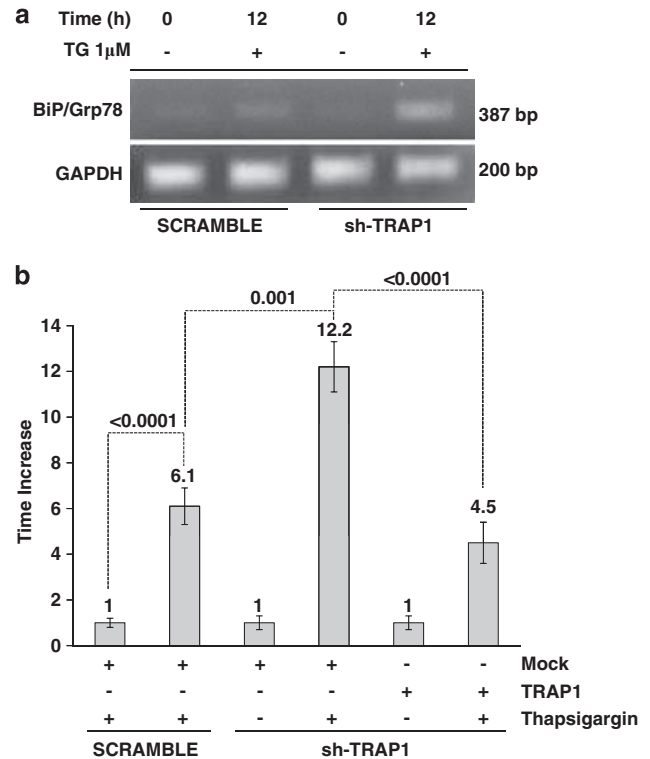 a
Time (h) 0 12 0 12
TG 1μM - + - +
BiP/Grp78 387 bp
GAPDH 200 bp
SCRAMBLE sh-TRAP1
b
<0.0001
0.001
12.2
14
12
<0.0001
10
8
6.1
6
4.5
4
2
1 1 1
0
Time Increase
+ + + + - - Mock
- - - - + + TRAP1
+ + - + - + Thapsigargin
SCRAMBLE sh-TRAP1